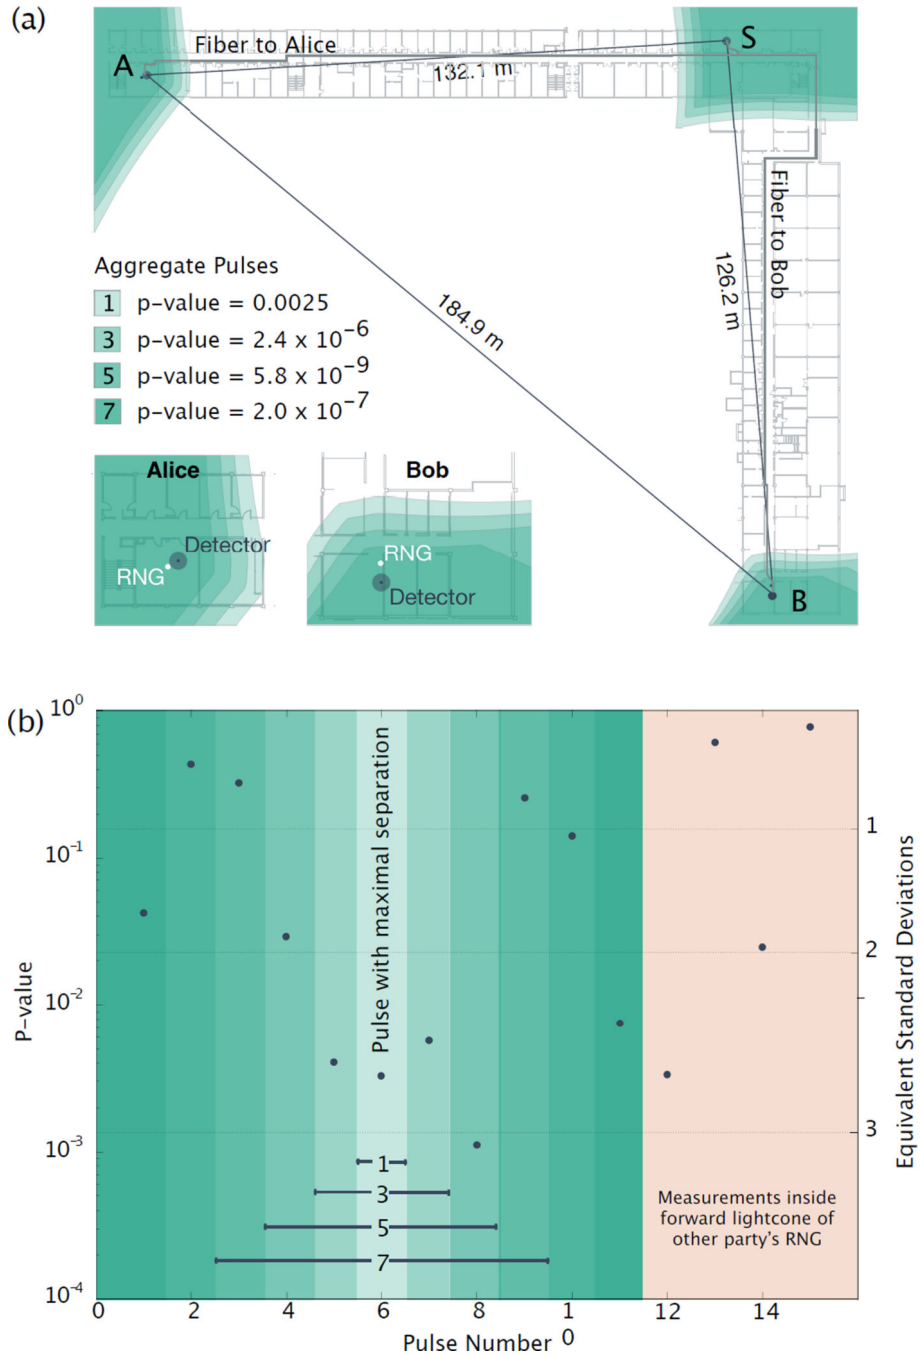 (a)
Fiber to Alice
A
S
132.1 m
Fiber to Bob
126.2 m
184.9 m
Aggregate Pulses
1 p-value = 0.0025
3 p-value = 2.4 x 10⁻⁶
5 p-value = 5.8 x 10⁻⁹
7 p-value = 2.0 x 10⁻⁷
Alice
Detector
RNG
Bob
RNG
Detector
B
(b)
P-value
10⁰
10⁻¹
10⁻²
10⁻³
10⁻⁴
Pulse with maximal separation
1
3
5
7
Measurements inside
forward lightcone of
other party's RNG
1
2
3
Equivalent Standard Deviations
0 2 4 6 8 1 12 14
0
Pulse Number